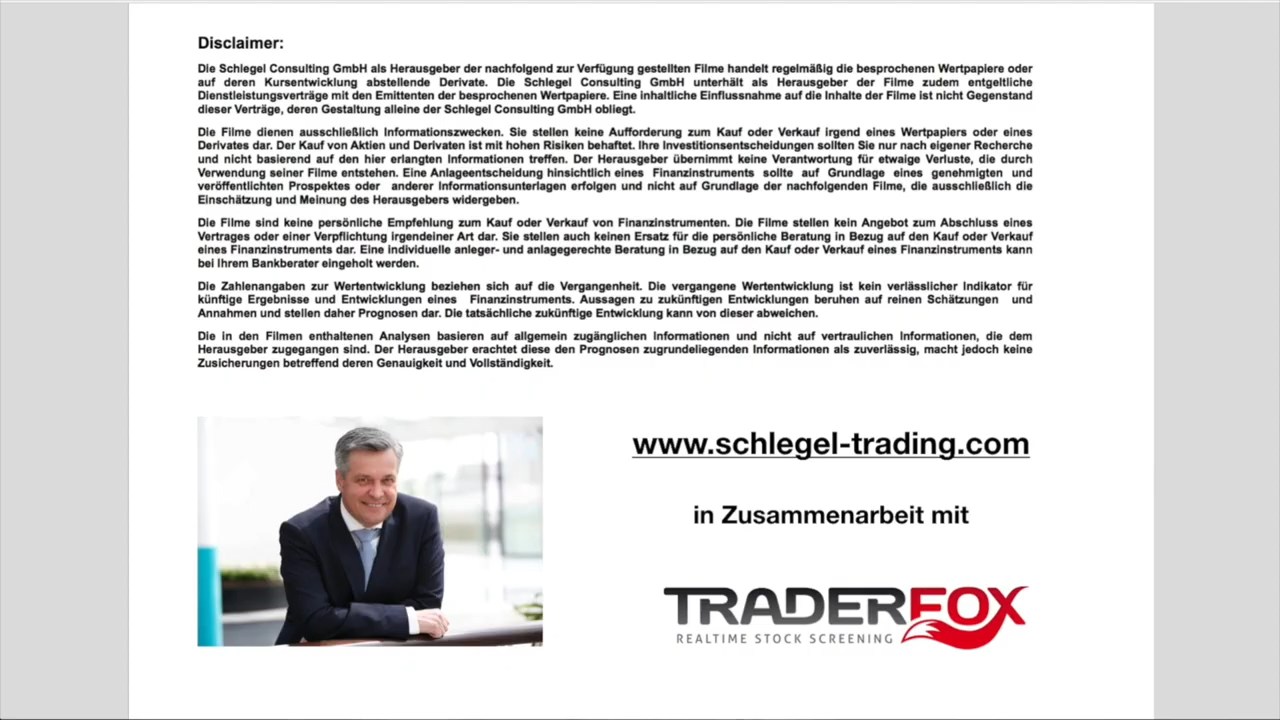 Disclaimer:
Die Schlegel Consulting GmbH als Herausgeber der nachfolgend zur Verfügung gestellten Filme handelt regelmäßig die besprochenen Wertpapiere oder
auf deren Kursentwicklung abstellende Derivate. Die Schlegel Consulting GmbH unterhält als Herausgeber der Filme zudem entgeltliche
Dienstleistungsverträge mit den Emittenten der besprochenen Wertpapiere. Eine inhaltliche Einflussnahme auf die Inhalte der Filme ist nicht Gegenstand
dieser Verträge, deren Gestaltung alleine der Schlegel Consulting GmbH obliegt.
Die Filme dienen ausschließlich Informationszwecken. Sie stellen keine Aufforderung zum Kauf oder Verkauf irgend eines Wertpapiers oder eines
Derivates dar. Der Kauf von Aktien und Derivaten ist mit hohen Risiken behaftet. Ihre Investitionsentscheidungen sollten Sie nur nach eigener Recherche
und nicht basierend auf den hier erlangten Informationen treffen. Der Herausgeber übernimmt keine Verantwortung für etwaige Verluste, die durch
Verwendung seiner Filme entstehen. Eine Anlageentscheidung hinsichtlich eines Finanzinstruments sollte auf Grundlage eines genehmigten und
veröffentlichten Prospektes oder anderer Informationsunterlagen erfolgen und nicht auf Grundlage der nachfolgenden Filme, die ausschließlich die
Einschätzung und Meinung des Herausgebers widergeben.
Die Filme sind keine persönliche Empfehlung zum Kauf oder Verkauf von Finanzinstrumenten. Die Filme stellen kein Angebot zum Abschluss eines
Vertrages oder einer Verpflichtung irgendeiner Art dar. Sie stellen auch keinen Ersatz für die persönliche Beratung in Bezug auf den Kauf oder Verkauf
eines Finanzinstruments dar. Eine individuelle anleger- und anlagegerechte Beratung in Bezug auf den Kauf oder Verkauf eines Finanzinstruments kann
bei Ihrem Bankberater eingeholt werden.
Die Zahlenangaben zur Wertentwicklung beziehen sich auf die Vergangenheit. Die vergangene Wertentwicklung ist kein verlässlicher Indikator für
künftige Ergebnisse und Entwicklungen eines Finanzinstruments. Aussagen zu zukünftigen Entwicklungen beruhen auf reinen Schätzungen und
Annahmen und stellen daher Prognosen dar. Die tatsächliche zukünftige Entwicklung kann von dieser abweichen.
Die in den Filmen enthaltenen Analysen basieren auf allgemein zugänglichen Informationen und nicht auf vertraulichen Informationen, die dem
Herausgeber zugegangen sind. Der Herausgeber erachtet diese den Prognosen zugrundeliegenden Informationen als zuverlässig, macht jedoch keine
Zusicherungen betreffend deren Genauigkeit und Vollständigkeit.
www.schlegel-trading.com
in Zusammenarbeit mit
TRADERFOX
REALTIME STOCK SCREENING